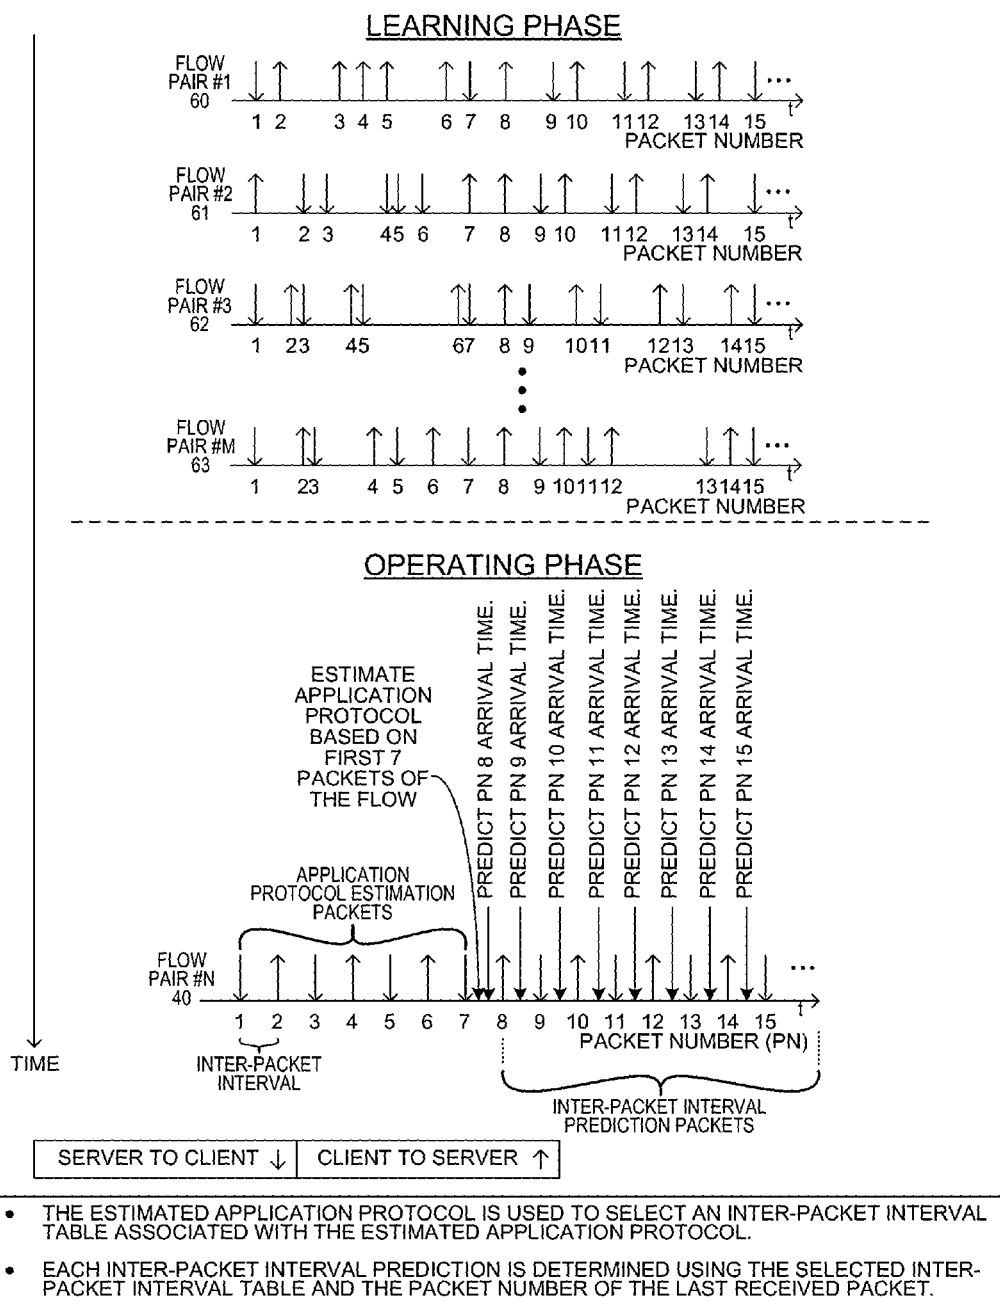 LEARNING PHASE
FLOW
PAIR #1
60
1 2 3 4 5 6 7 8 9 10 11 12 13 14 15 ••• t
PACKET NUMBER
FLOW
PAIR #2
61
1 2 3 4 5 6 7 8 9 10 11 12 13 14 15 ••• t
PACKET NUMBER
FLOW
PAIR #3
62
1 2 3 4 5 6 7 8 9 10 11 12 13 14 15 ••• t
PACKET NUMBER
FLOW
PAIR #M
63
1 2 3 4 5 6 7 8 9 10 11 12 13 14 15 ••• t
PACKET NUMBER
OPERATING PHASE
ESTIMATE
APPLICATION
PROTOCOL
BASED ON
FIRST 7
PACKETS OF
THE FLOW
PREDICT PN 8 ARRIVAL TIME.
PREDICT PN 9 ARRIVAL TIME.
PREDICT PN 10 ARRIVAL TIME.
PREDICT PN 11 ARRIVAL TIME.
PREDICT PN 12 ARRIVAL TIME.
PREDICT PN 13 ARRIVAL TIME.
PREDICT PN 14 ARRIVAL TIME.
PREDICT PN 15 ARRIVAL TIME.
APPLICATION
PROTOCOL ESTIMATION
PACKETS
FLOW
PAIR #N
40
1 2 3 4 5 6 7 8 9 10 11 12 13 14 15 ••• t
PACKET NUMBER (PN)
TIME
INTER-PACKET
INTERVAL
INTER-PACKET INTERVAL
PREDICTION PACKETS
SERVER TO CLIENT ↓ CLIENT TO SERVER ↑
• THE ESTIMATED APPLICATION PROTOCOL IS USED TO SELECT AN INTER-PACKET INTERVAL
TABLE ASSOCIATED WITH THE ESTIMATED APPLICATION PROTOCOL.
• EACH INTER-PACKET INTERVAL PREDICTION IS DETERMINED USING THE SELECTED INTER-
PACKET INTERVAL TABLE AND THE PACKET NUMBER OF THE LAST RECEIVED PACKET.